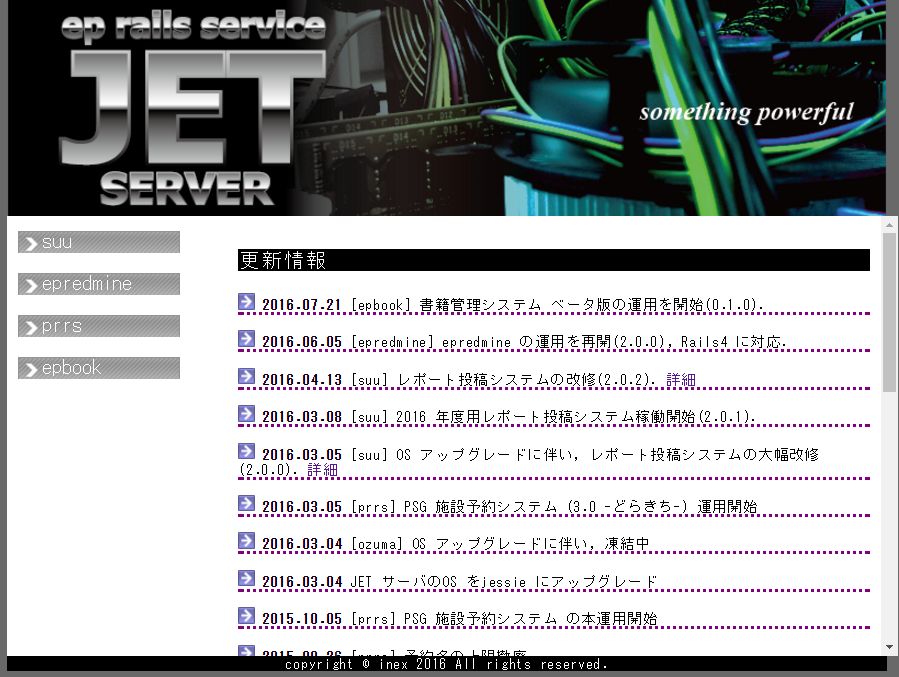 ep rails service
JET
SERVER
something powerful
suu
epredmine
prrs
epbook
更新情報
2016.07.21 [epbook] 書籍管理システム ベータ版の運用を開始(0.1.0).
2016.06.05 [epredmine] epredmine の運用を再開(2.0.0), Rails4 に対応.
2016.04.13 [suu] レポート投稿システムの改修(2.0.2). 詳細
2016.03.08 [suu] 2016 年度用レポート投稿システム稼働開始(2.0.1).
2016.03.05 [suu] OS アップグレードに伴い, レポート投稿システムの大幅改修
(2.0.0). 詳細
2016.03.05 [prrs] PSG 施設予約システム (3.0 -どらきち-) 運用開始
2016.03.04 [ozuma] OS アップグレードに伴い, 凍結中
2016.03.04 JET サーバのOS をjessie にアップグレード
2015.10.05 [prrs] PSG 施設予約システム の本運用開始
copyright © inex 2016 All rights reserved.